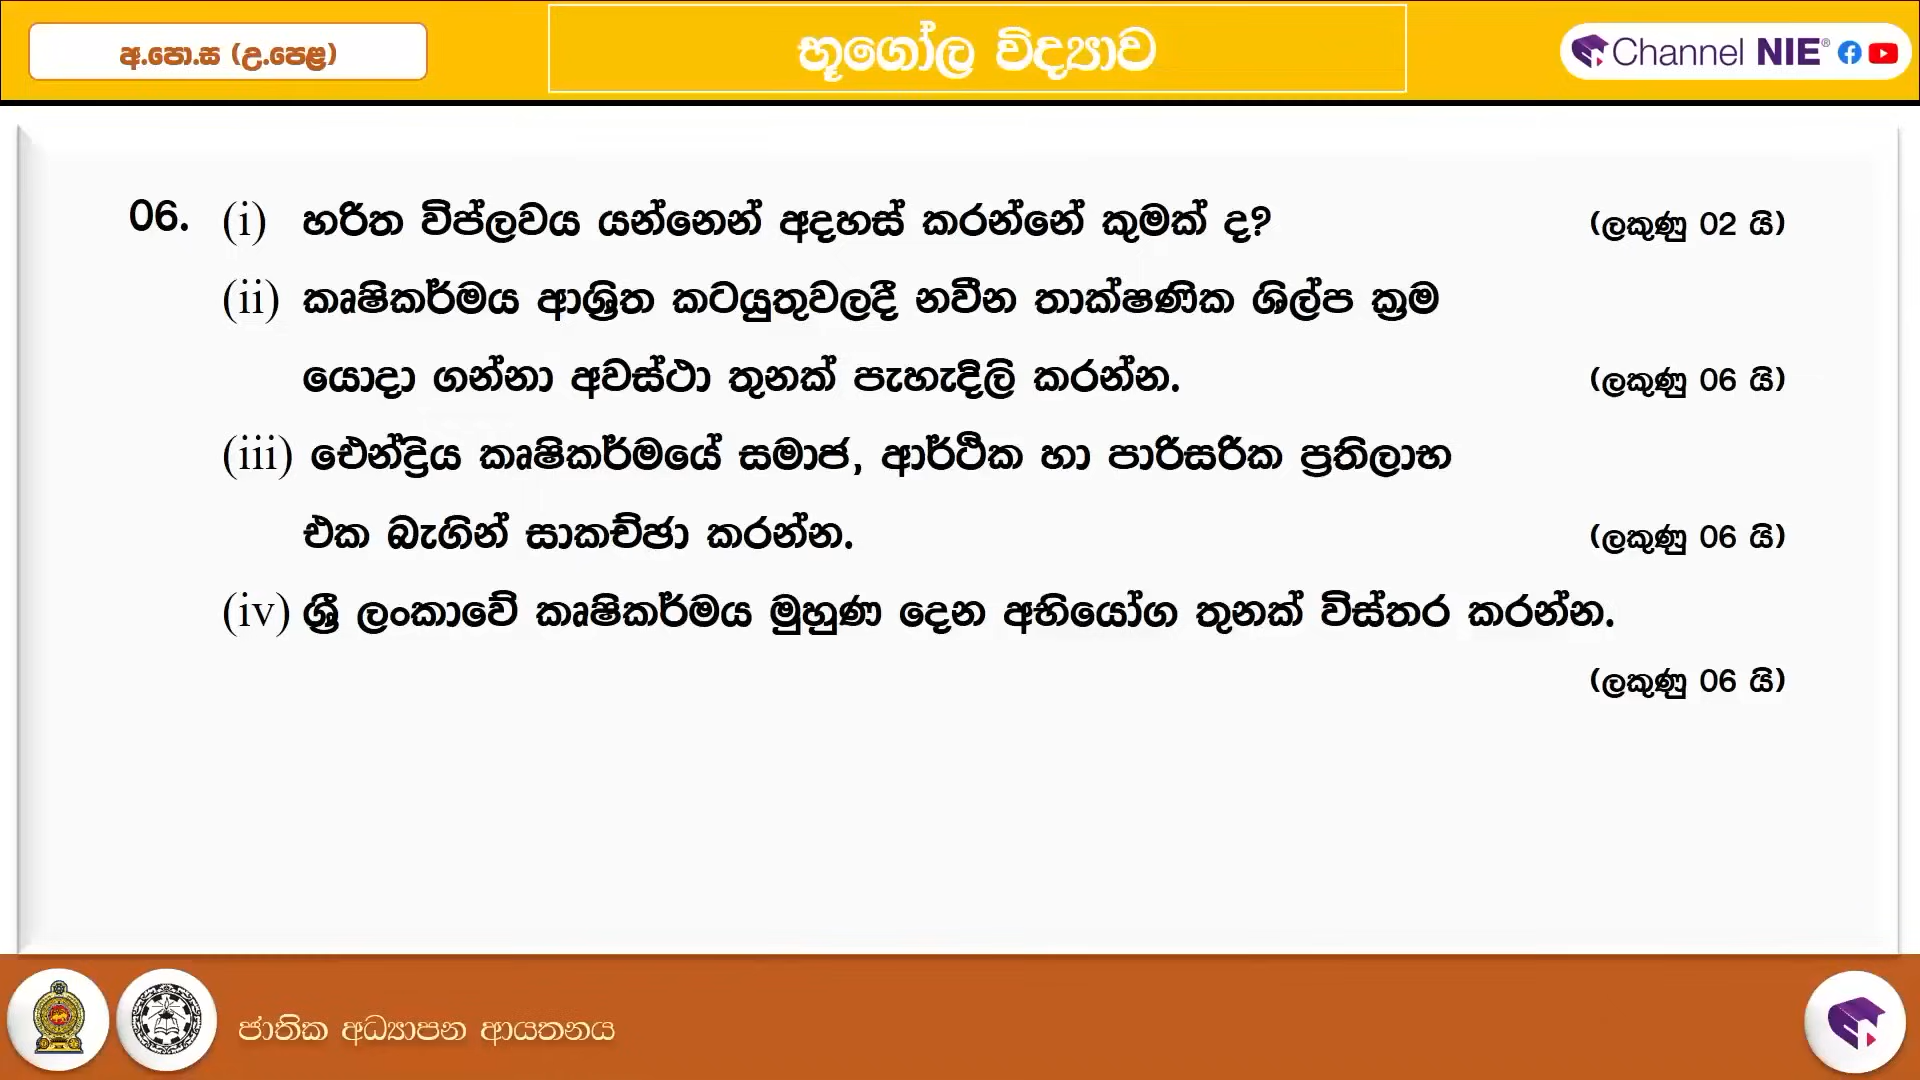 අ.පො.ස (උ.පෙළ)
භූගෝල විද්‍යාව
Channel NIE®
06. (i) හරිත විප්ලවය යන්නෙන් අදහස් කරන්නේ කුමක් ද? (ලකුණු 02 යි)
(ii) කෘෂිකර්මය ආශ්‍රිත කටයුතුවලදී නවීන තාක්ෂණික ශිල්ප ක්‍රම
යොදා ගන්නා අවස්ථා තුනක් පැහැදිලි කරන්න. (ලකුණු 06 යි)
(iii) ඓන්ද්‍රිය කෘෂිකර්මයේ සමාජ, ආර්ථික හා පාරිසරික ප්‍රතිලාභ
එක බැගින් සාකච්ඡා කරන්න. (ලකුණු 06 යි)
(iv) ශ්‍රී ලංකාවේ කෘෂිකර්මය මුහුණ දෙන අභියෝග තුනක් විස්තර කරන්න.
(ලකුණු 06 යි)
ජාතික අධ්‍යාපන ආයතනය